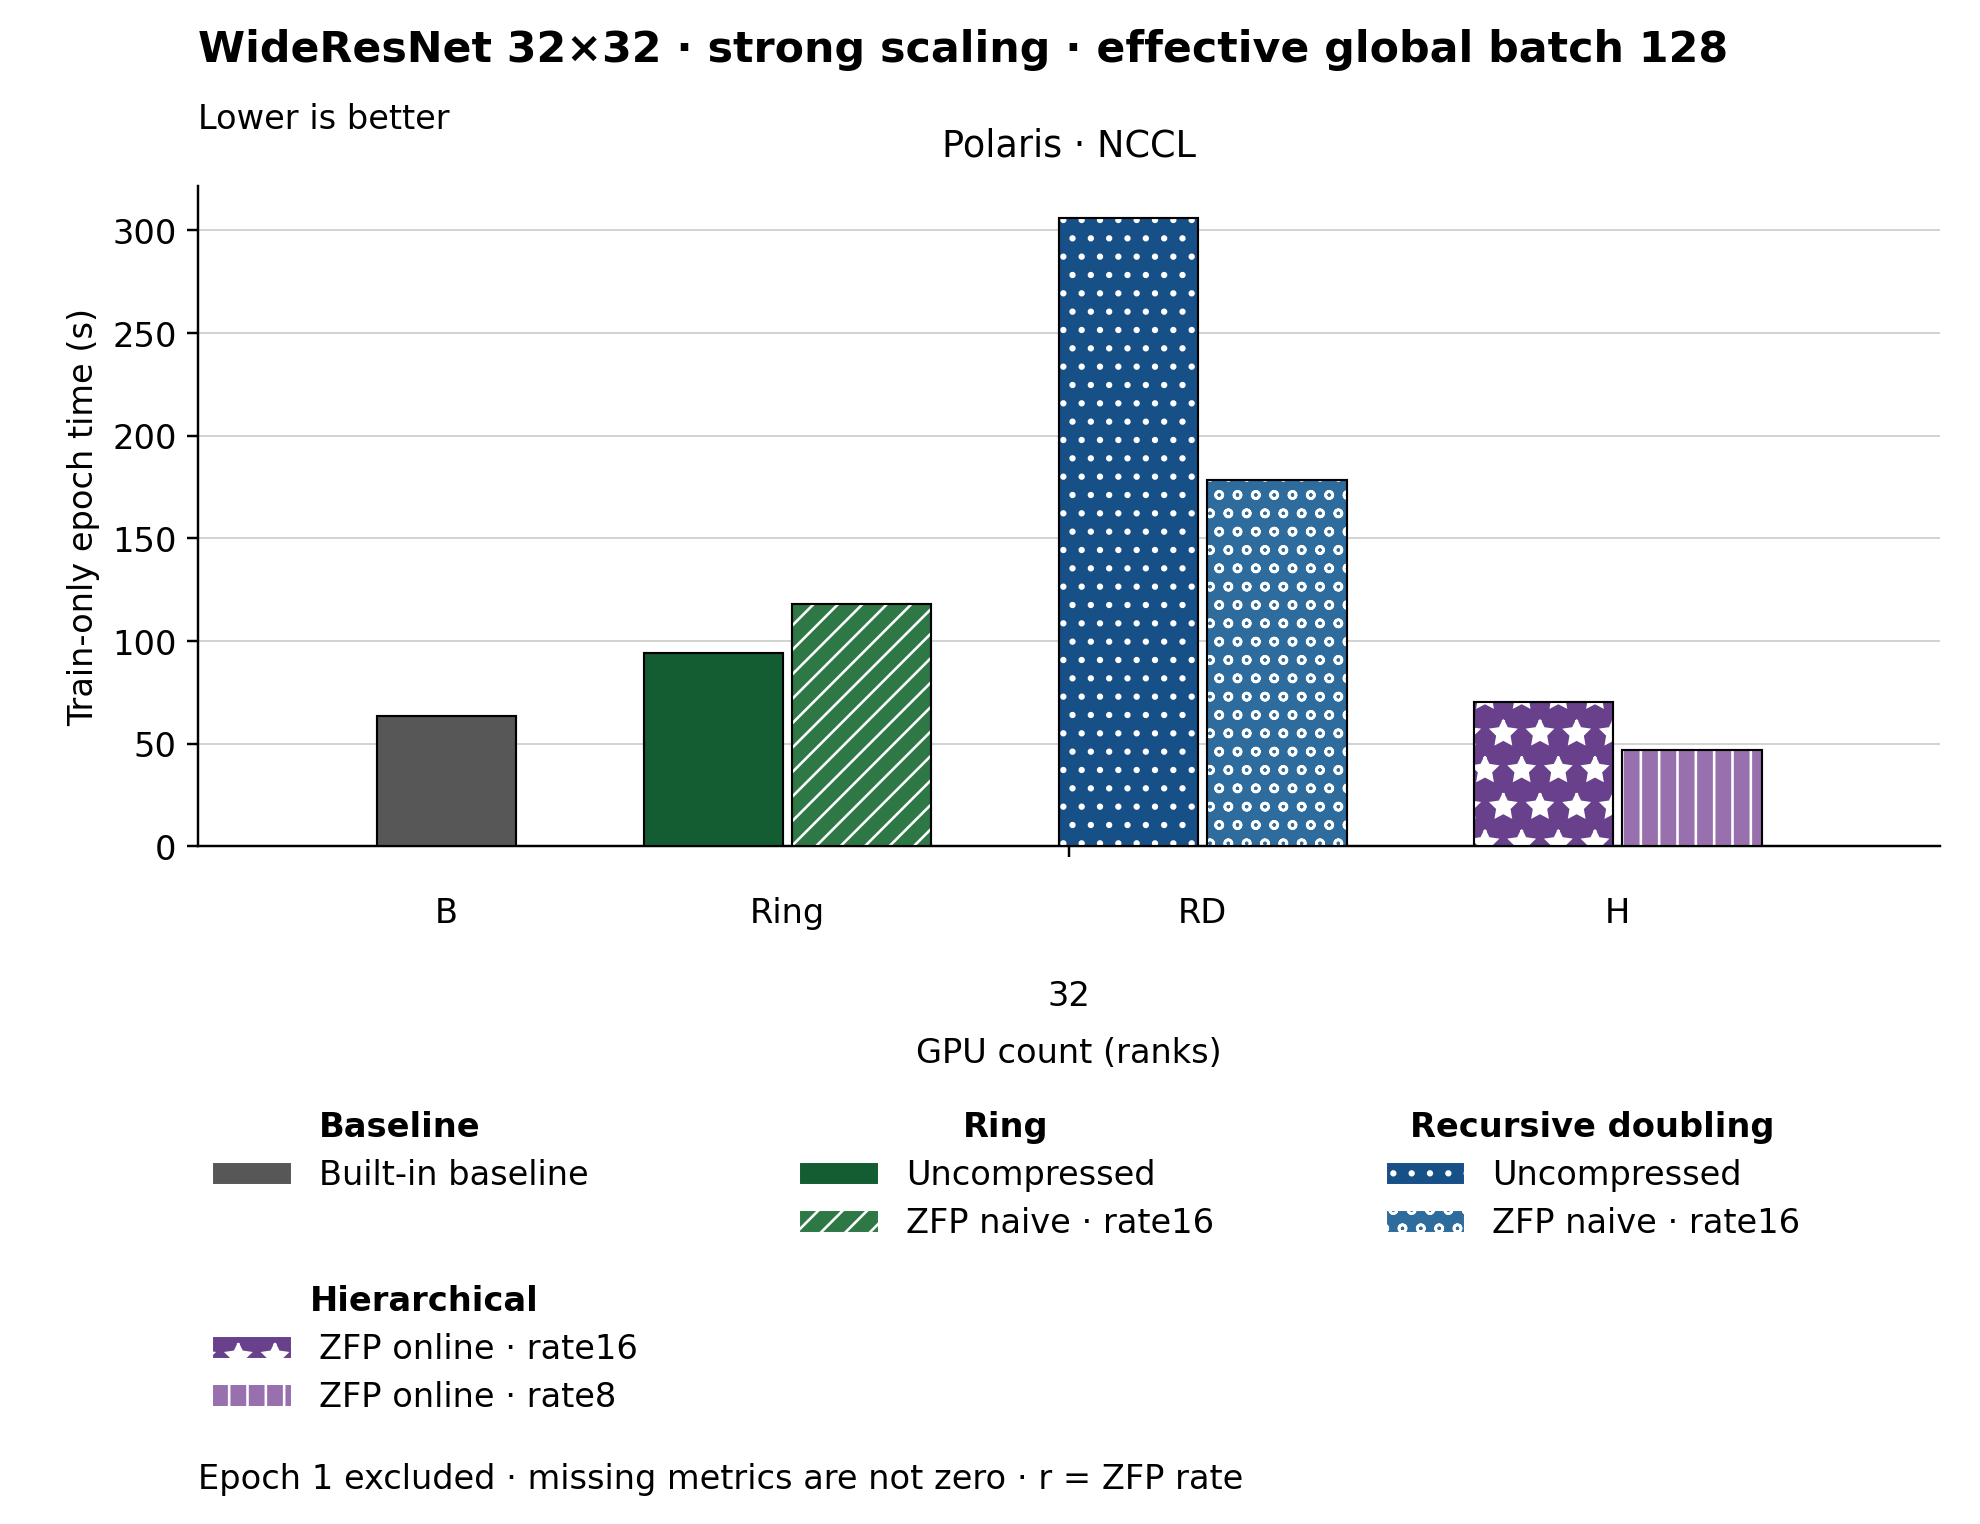 WideResNet 32×32 · strong scaling · effective global batch 128
Lower is better
Polaris · NCCL
Train-only epoch time (s)
300
250
200
150
100
50
0
B Ring RD H
32
GPU count (ranks)
Baseline
Built-in baseline
Ring
Uncompressed
ZFP naive · rate16
Recursive doubling
Uncompressed
ZFP naive · rate16
Hierarchical
ZFP online · rate16
ZFP online · rate8
Epoch 1 excluded · missing metrics are not zero · r = ZFP rate